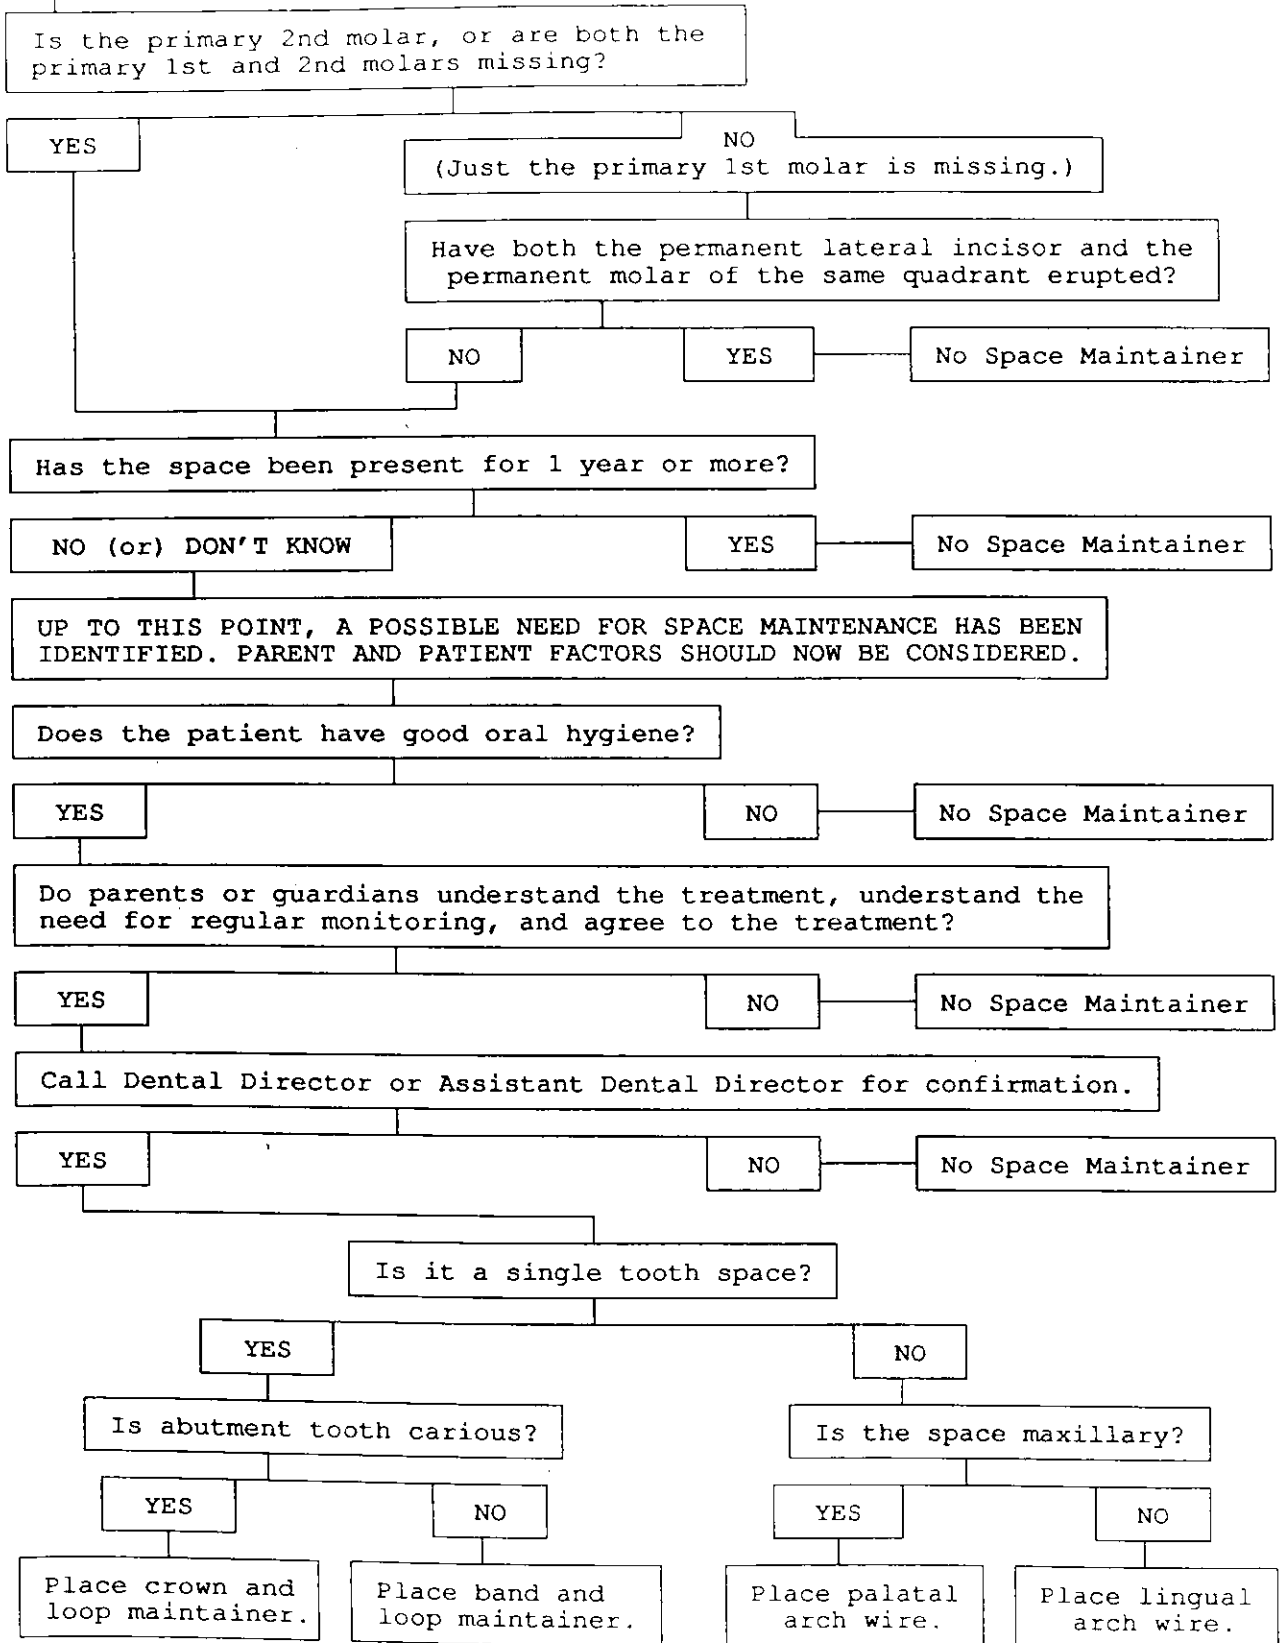 Is the primary 2nd molar, or are both the
primary 1st and 2nd molars missing?
YES
NO
(Just the primary 1st molar is missing.)
Have both the permanent lateral incisor and the
permanent molar of the same quadrant erupted?
NO
YES
No Space Maintainer
Has the space been present for 1 year or more?
NO (or) DON'T KNOW
YES
No Space Maintainer
UP TO THIS POINT, A POSSIBLE NEED FOR SPACE MAINTENANCE HAS BEEN
IDENTIFIED. PARENT AND PATIENT FACTORS SHOULD NOW BE CONSIDERED.
Does the patient have good oral hygiene?
YES
NO
No Space Maintainer
Do parents or guardians understand the treatment, understand the
need for regular monitoring, and agree to the treatment?
YES
NO
No Space Maintainer
Call Dental Director or Assistant Dental Director for confirmation.
YES
NO
No Space Maintainer
Is it a single tooth space?
YES
NO
Is abutment tooth carious?
Is the space maxillary?
YES
NO
YES
NO
Place crown and
loop maintainer.
Place band and
loop maintainer.
Place palatal
arch wire.
Place lingual
arch wire.